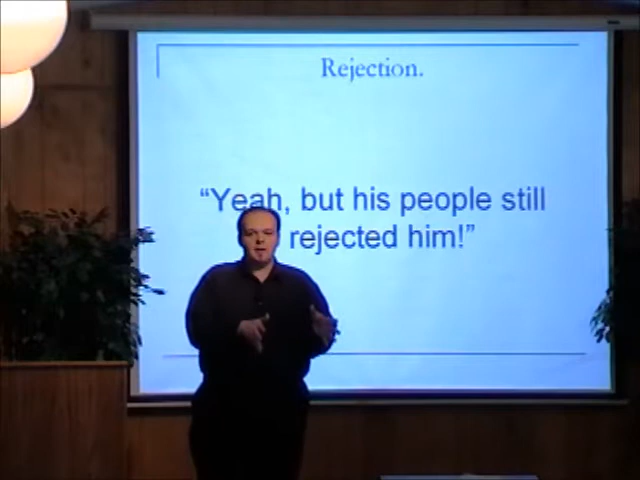 Rejection.
“Yeah, but his people still
rejected him!”